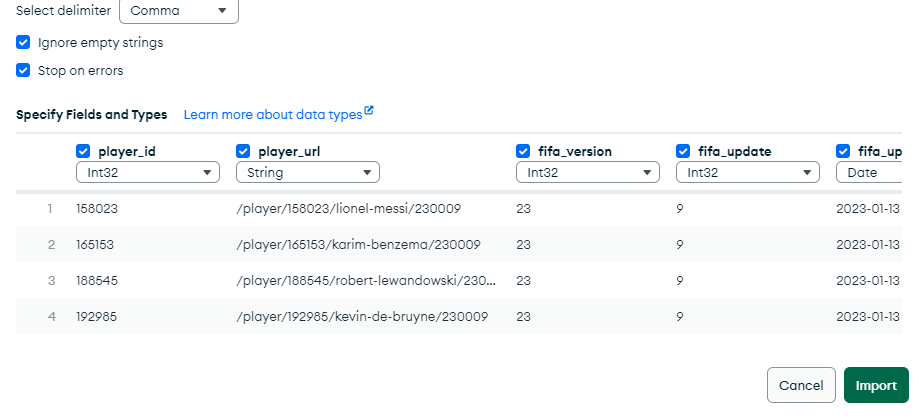 Select delimiter Comma
Ignore empty strings
Stop on errors
Specify Fields and Types Learn more about data types
player_id player_url fifa_version fifa_update fifa_up
Int32 String Int32 Int32 Date
1 158023 /player/158023/lionel-messi/230009 23 9 2023-01-13
2 165153 /player/165153/karim-benzema/230009 23 9 2023-01-13
3 188545 /player/188545/robert-lewandowski/230... 23 9 2023-01-13
4 192985 /player/192985/kevin-de-bruyne/230009 23 9 2023-01-13
Cancel Import